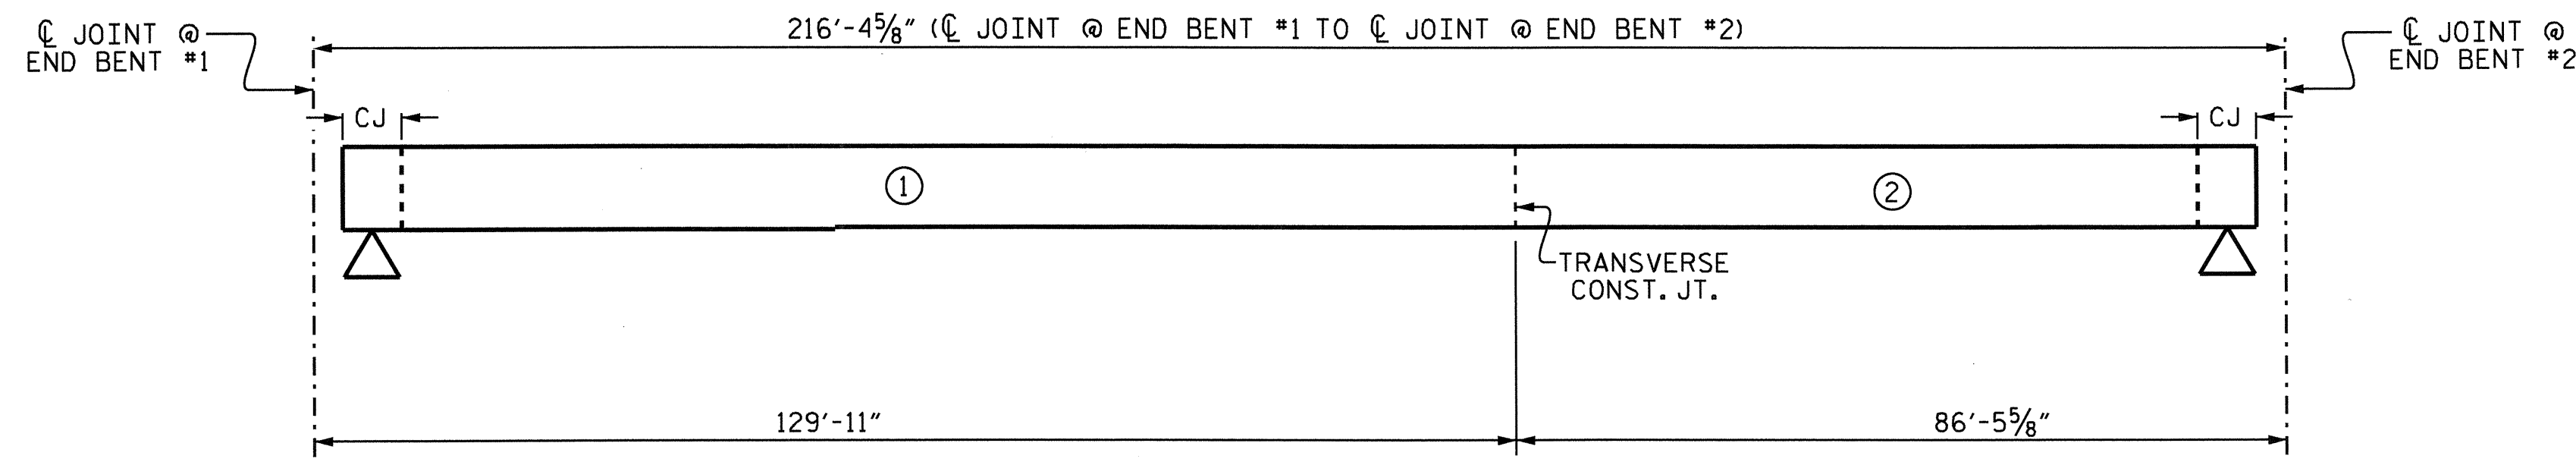 ℄ JOINT @
END BENT #1
216'-4⅝" (℄ JOINT @ END BENT #1 TO ℄ JOINT @ END BENT #2)
℄ JOINT @
END BENT #2
CJ
CJ
1
2
TRANSVERSE
CONST. JT.
129'-11"
86'-5⅝"